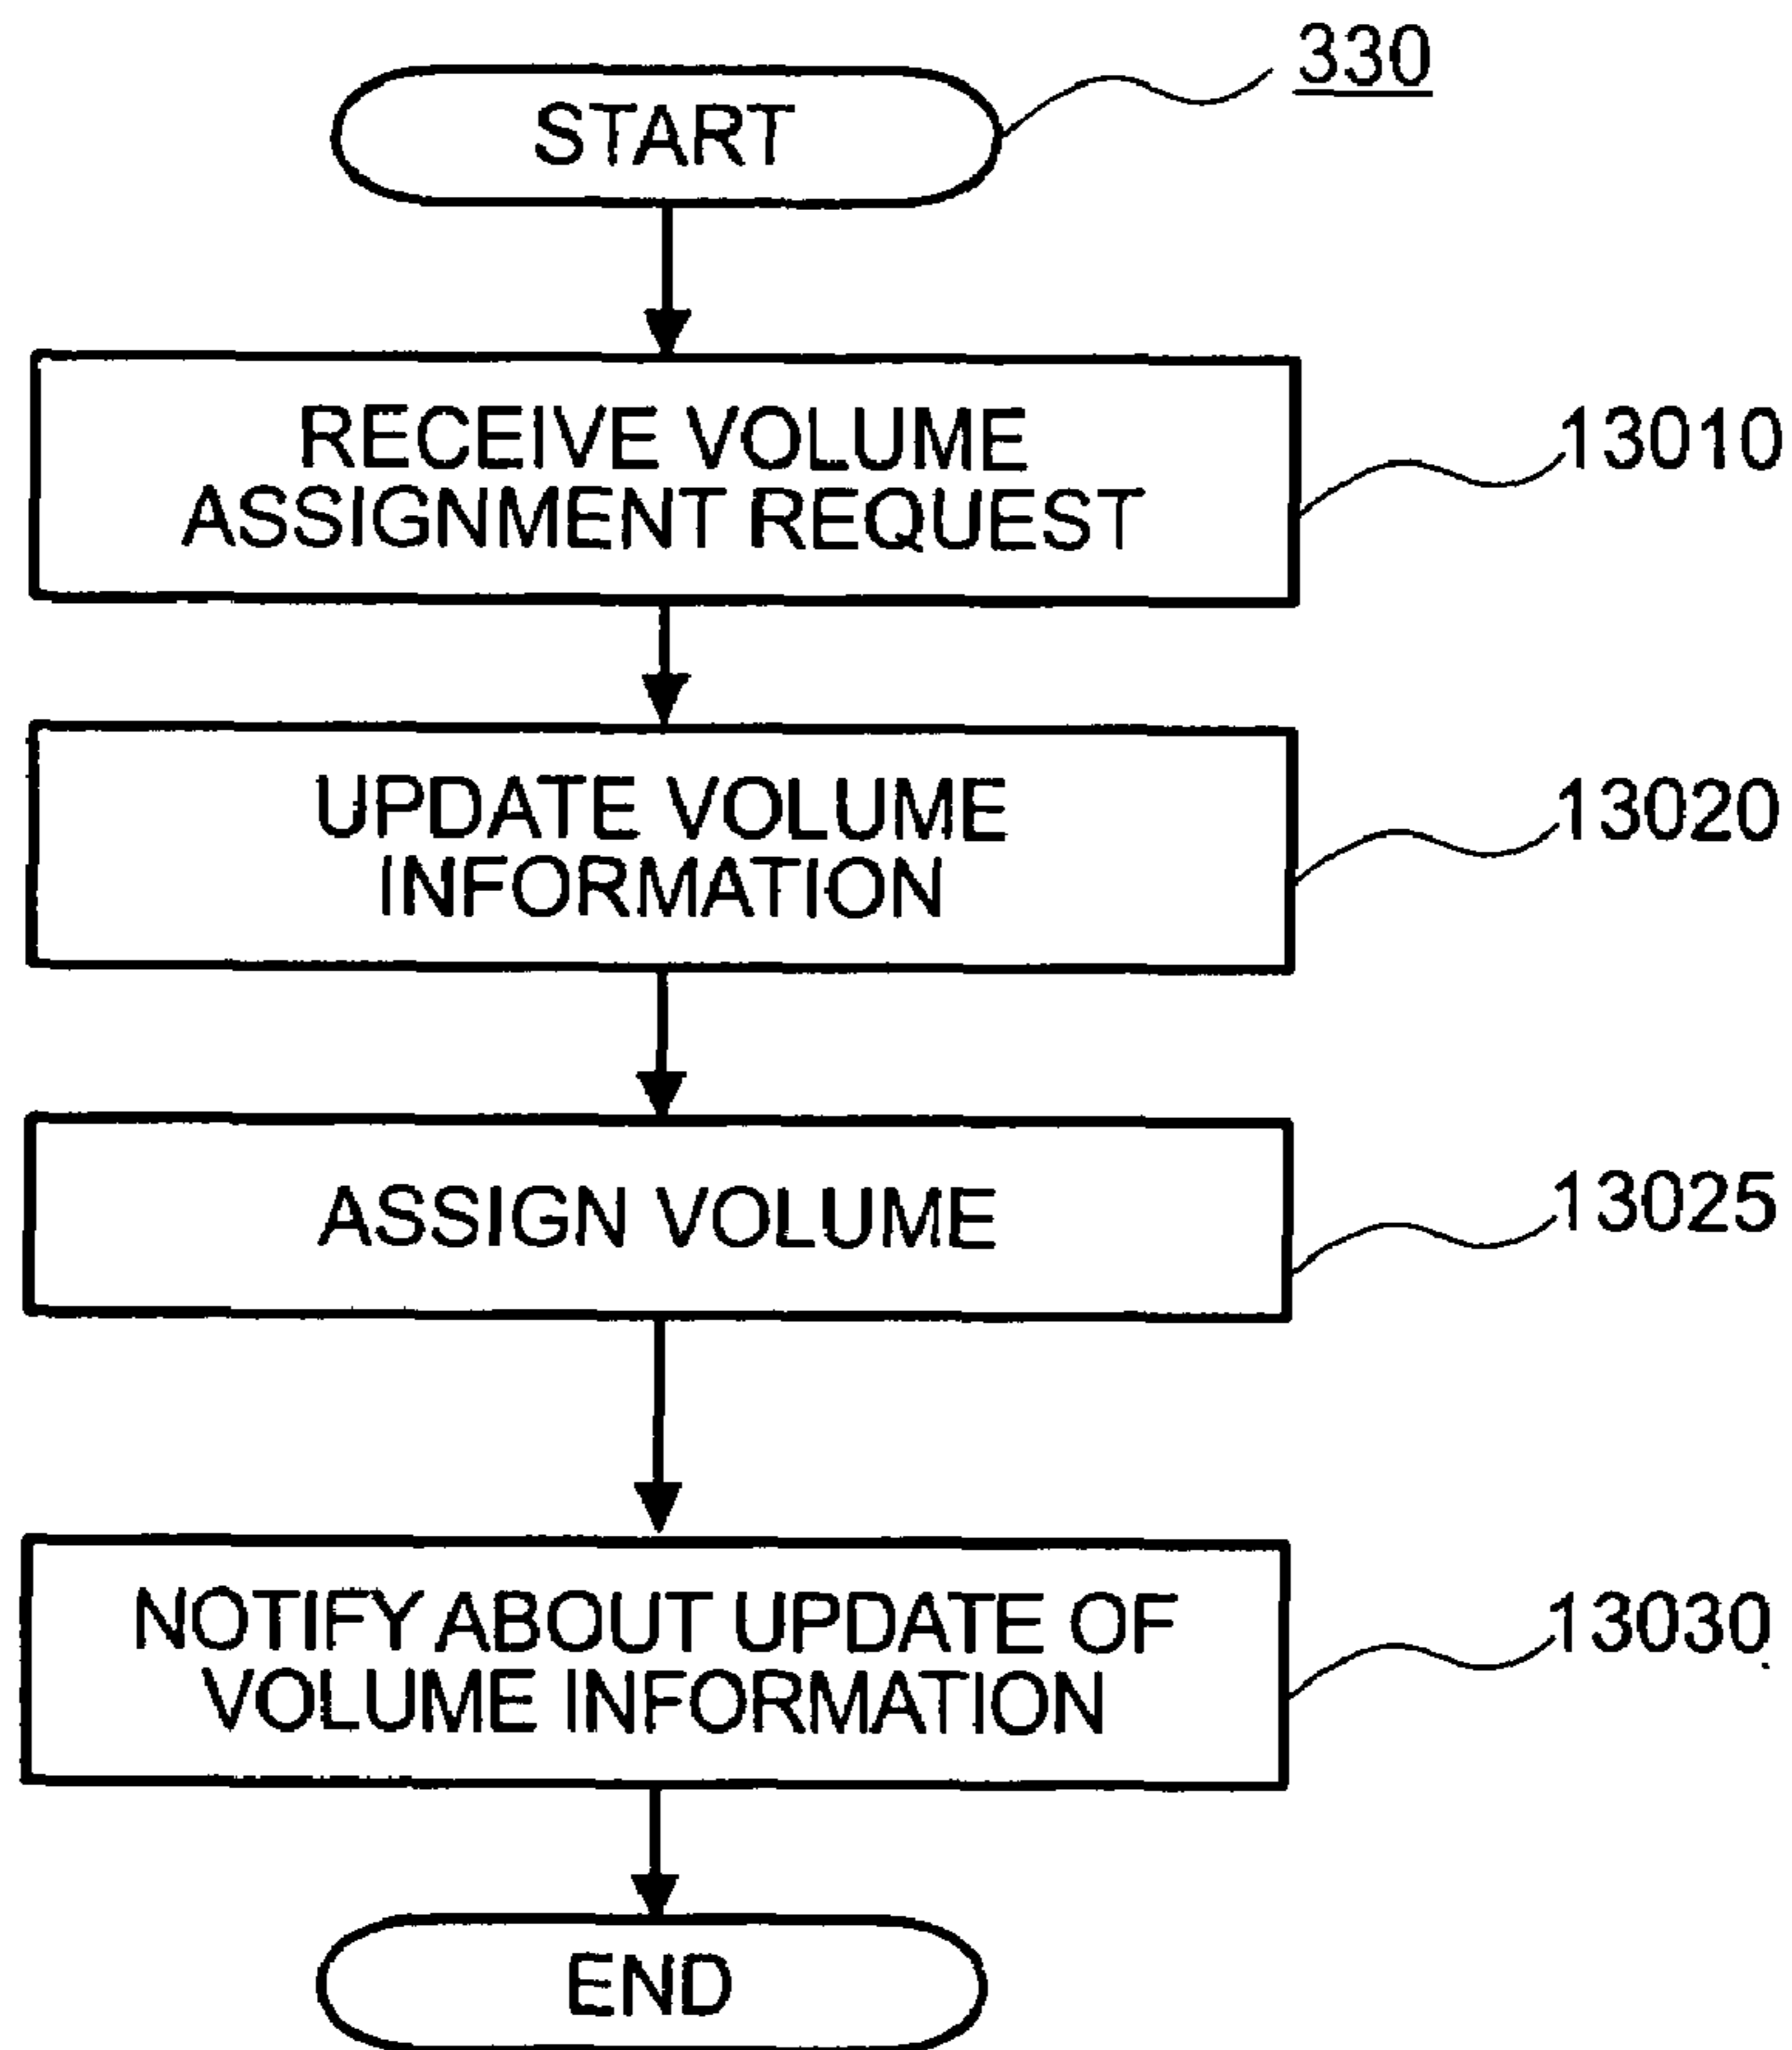 330
START
RECEIVE VOLUME
ASSIGNMENT REQUEST
13010
UPDATE VOLUME
INFORMATION
13020
ASSIGN VOLUME
13025
NOTIFY ABOUT UPDATE OF
VOLUME INFORMATION
13030
END